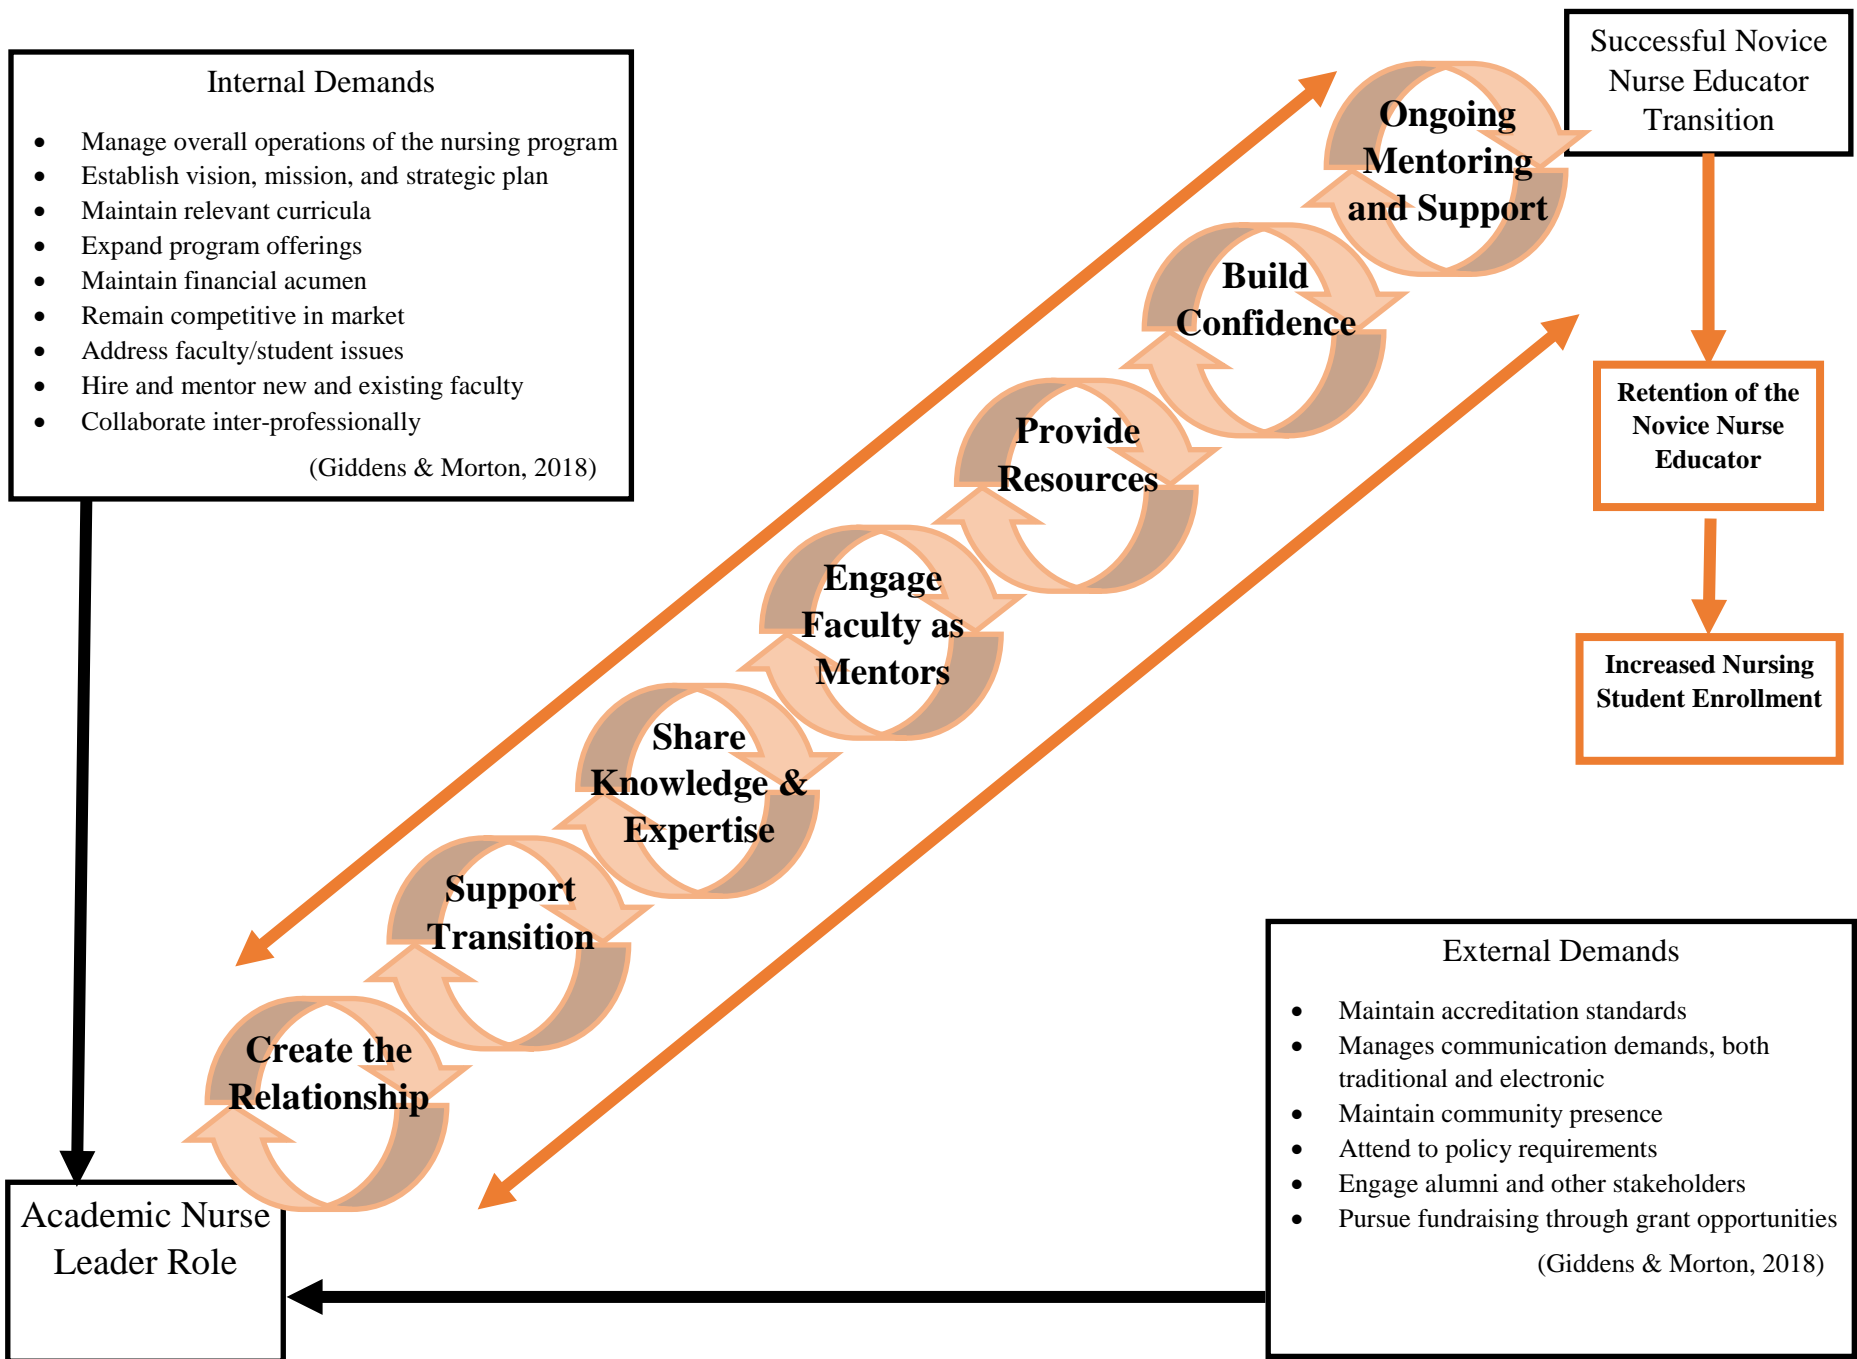 Internal Demands
• Manage overall operations of the nursing program
• Establish vision, mission, and strategic plan
• Maintain relevant curricula
• Expand program offerings
• Maintain financial acumen
• Remain competitive in market
• Address faculty/student issues
• Hire and mentor new and existing faculty
• Collaborate inter-professionally
(Giddens & Morton, 2018)
Successful Novice
Nurse Educator
Transition
Ongoing
Mentoring
and Support
Build
Confidence
Provide
Resources
Engage
Faculty as
Mentors
Share
Knowledge &
Expertise
Support
Transition
Create the
Relationship
Retention of the
Novice Nurse
Educator
Increased Nursing
Student Enrollment
Academic Nurse
Leader Role
External Demands
• Maintain accreditation standards
• Manages communication demands, both
traditional and electronic
• Maintain community presence
• Attend to policy requirements
• Engage alumni and other stakeholders
• Pursue fundraising through grant opportunities
(Giddens & Morton, 2018)